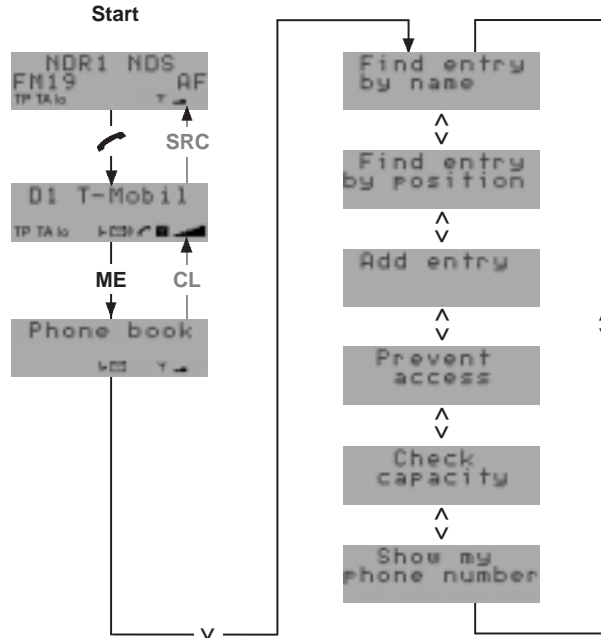 Start
NDR1 NDS
FM19 AF
TP TA lo
SRC
D1 T-Mobil
TP TA lo
ME CL
Phone book
Find entry
by name
Find entry
by position
Add entry
Prevent
access
Check
capacity
Show my
phone number